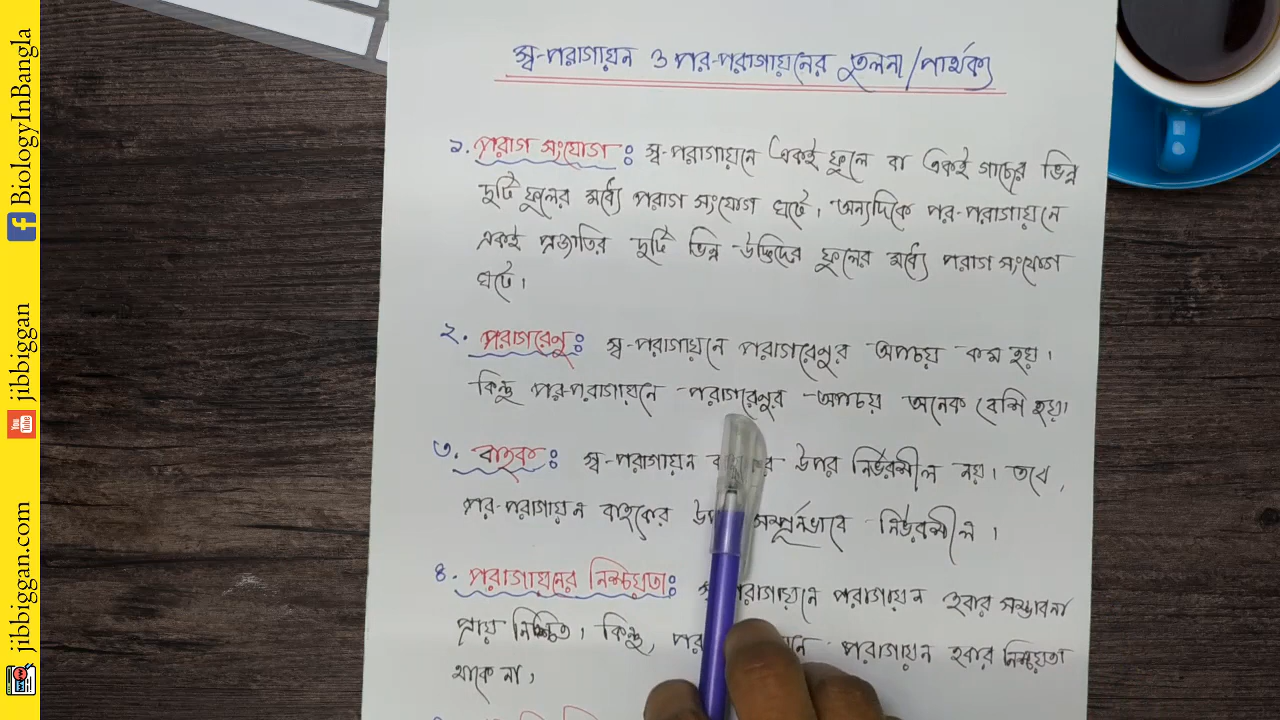 স্ব-পরাগায়ন ও পর-পরাগায়নের তুলনা/পার্থক্য
১. পরাগ সংযোগ: স্ব-পরাগায়নে একই ফুলে বা একই গাছের ভিন্ন
দুটি ফুলের মধ্যে পরাগ সংযোগ ঘটে। অন্যদিকে পর-পরাগায়নে
একই প্রজাতির দুটি ভিন্ন উদ্ভিদের ফুলের মধ্যে পরাগ সংযোগ
ঘটে।
২. পরাগরেনু: স্ব-পরাগায়নে পরাগরেনুর অপচয় কম হয়।
কিন্তু পর-পরাগায়নে পরাগরেনুর অপচয় অনেক বেশি হয়।
৩. বাহক: স্ব-পরাগায়ন উপর নির্ভরশীল নয়। তবে,
পর-পরাগায়ন বাহকের সম্পূর্নভাবে নির্ভরশীল।
৪. পরাগায়নের নিশ্চয়তা: পরাগায়ন হবার সম্ভাবনা
প্রায় নিশ্চিত। কিন্তু, পরাগায়ন হবার নিশ্চয়তা
থাকে না।
BiologyInBangla
jibbiggan
You Tube
jibbiggan.com